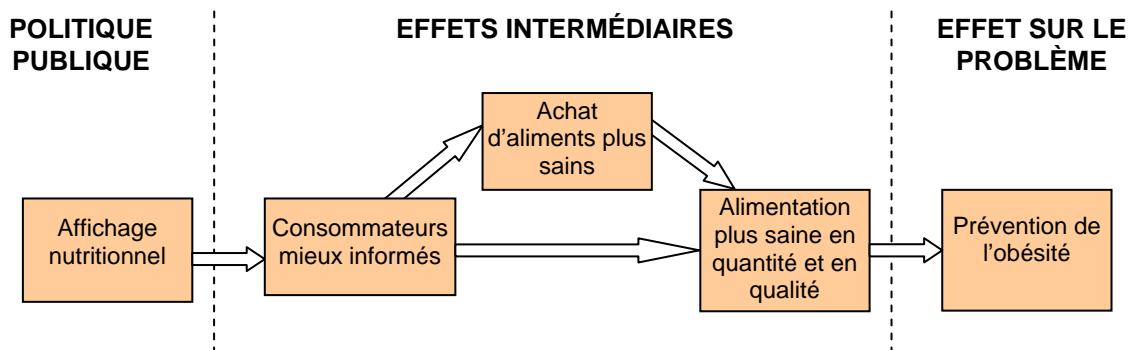 POLITIQUE
PUBLIQUE
EFFETS INTERMÉDIAIRES
EFFET SUR LE
PROBLÈME
Achat
d'aliments plus
sains
Affichage
nutritionnel
Consommateurs
mieux informés
Alimentation
plus saine en
quantité et en
qualité
Prévention de
l'obésité